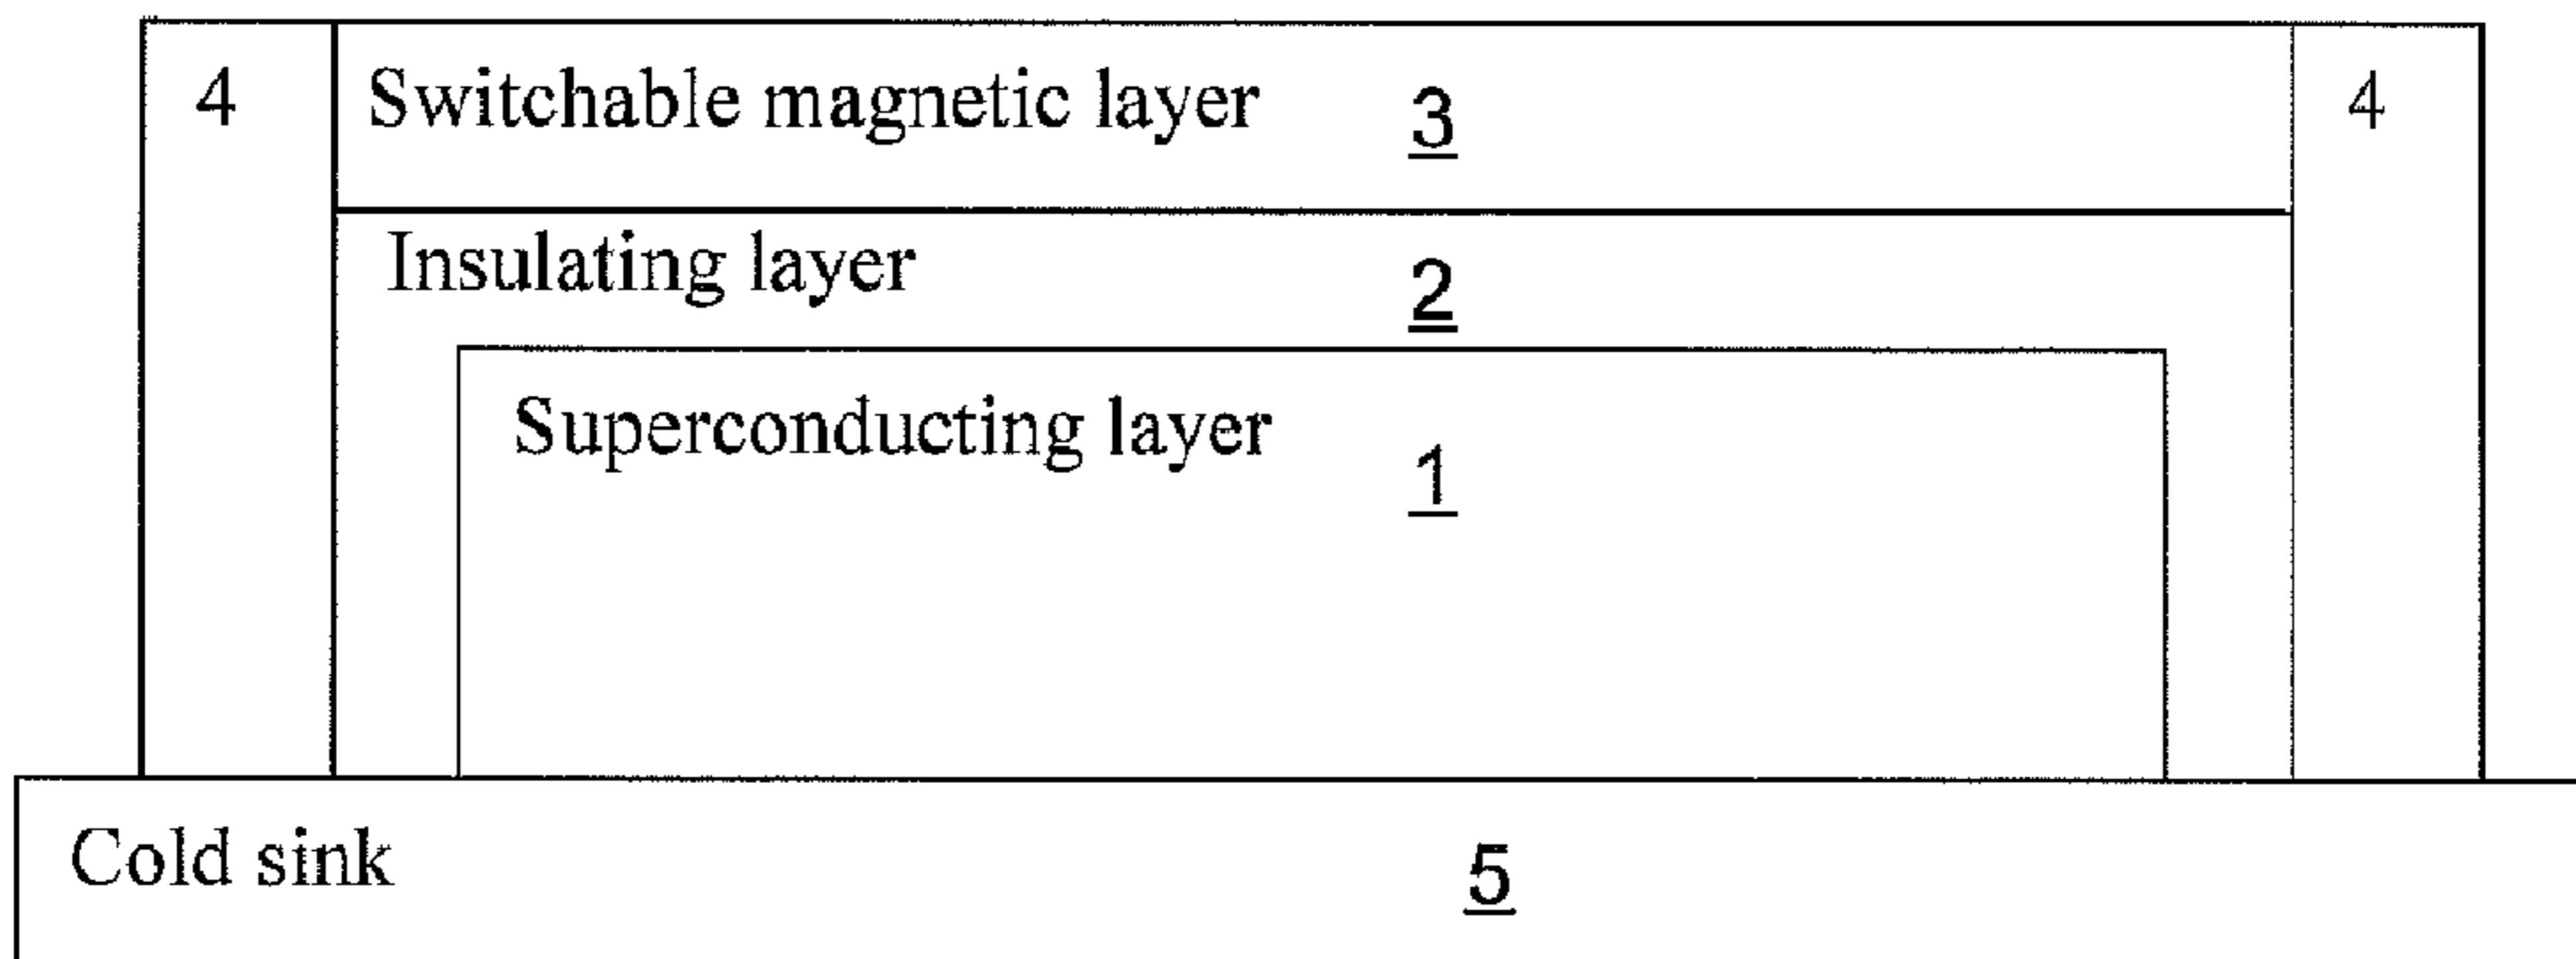 4 Switchable magnetic layer 3 4
Insulating layer 2
Superconducting layer 1
Cold sink 5